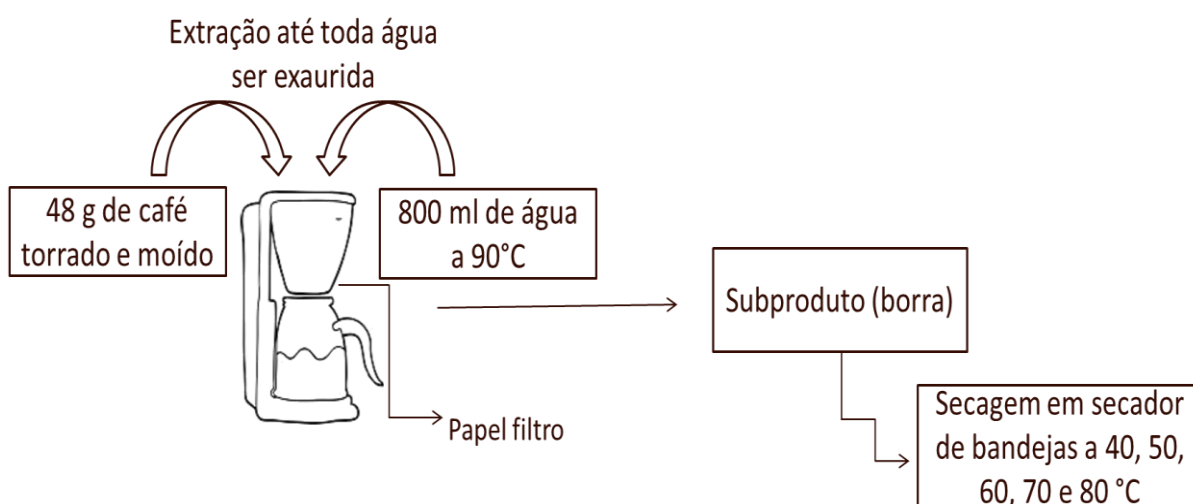 Extração até toda água
ser exaurida
48 g de café
torrado e moído
800 ml de água
a 90°C
Subproduto (borra)
Papel filtro
Secagem em secador
de bandejas a 40, 50,
60, 70 e 80 °C